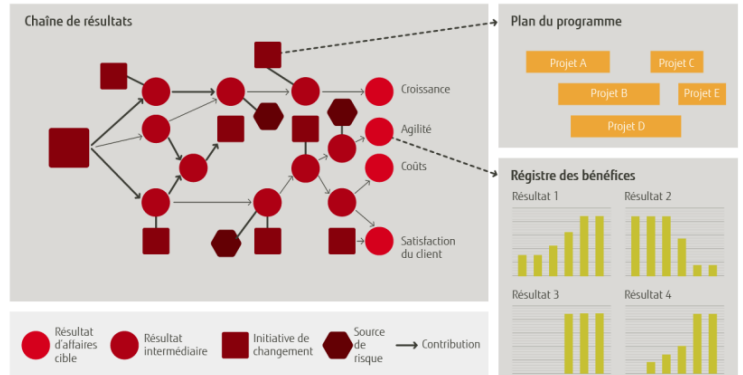 Chaîne de résultats
Croissance
Agilité
Coûts
Satisfaction
du client
Résultat
d'affaires
cible
Résultat
intermédiaire
Initiative de
changement
Source
de
risque
Contribution
Plan du programme
Projet A
Projet C
Projet B
Projet E
Projet D
Régistre des bénéfices
Résultat 1
Résultat 2
Résultat 3
Résultat 4